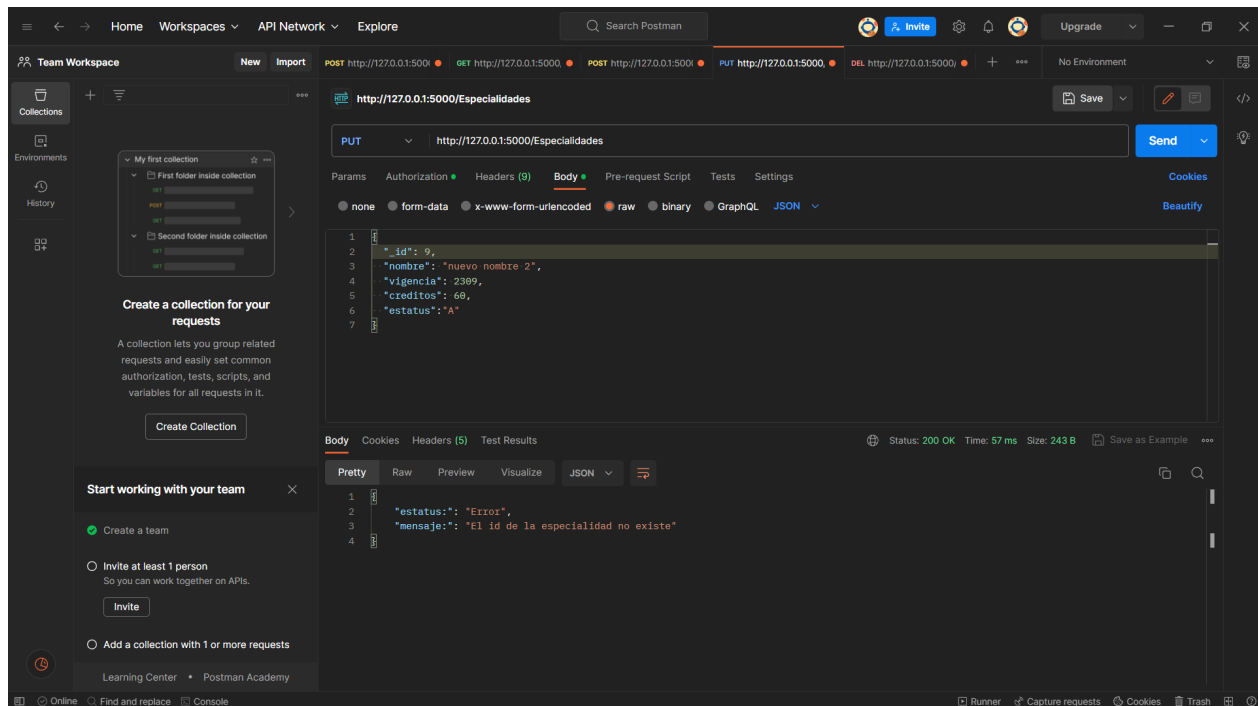 Home Workspaces API Network Explore Search Postman Invite Upgrade
Team Workspace New Import POST http://127.0.0.1:5000 GET http://127.0.0.1:5000, POST http://127.0.0.1:5000 PUT http://127.0.0.1:5000, DEL http://127.0.0.1:5000/ No Environment
Collections
Environments
History
My first collection
First folder inside collection
GET
POST
GET
Second folder inside collection
GET
GET
Create a collection for your
requests
A collection lets you group related
requests and easily set common
authorization, tests, scripts, and
variables for all requests in it.
Create Collection
Start working with your team
Create a team
Invite at least 1 person
So you can work together on APIs.
Invite
Add a collection with 1 or more requests
Learning Center • Postman Academy
HTTP http://127.0.0.1:5000/Especialidades Save
PUT http://127.0.0.1:5000/Especialidades Send
Params Authorization Headers (9) Body Pre-request Script Tests Settings Cookies
none form-data x-www-form-urlencoded raw binary GraphQL JSON Beautify
1 {
2 "_id": 9,
3 "nombre": "nuevo nombre 2",
4 "vigencia": 2309,
5 "creditos": 60,
6 "estatus":"A"
7 }
Body Cookies Headers (5) Test Results Status: 200 OK Time: 57 ms Size: 243 B Save as Example
Pretty Raw Preview Visualize JSON
1 {
2 "estatus:": "Error",
3 "mensaje:": "El id de la especialidad no existe"
4 }
Online Find and replace Console Runner Capture requests Cookies Trash